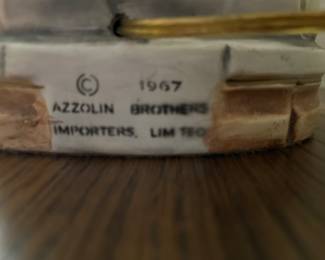 © 1967
AZZOLIN BROTHERS
IMPORTERS, LIMITED